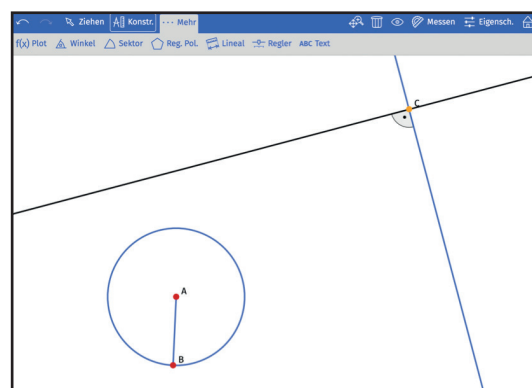 Ziehen Konstr. ··· Mehr Messen Eigensch.
f(x) Plot Winkel Sektor Reg. Pol. Lineal Regler ABC Text
C
A
B